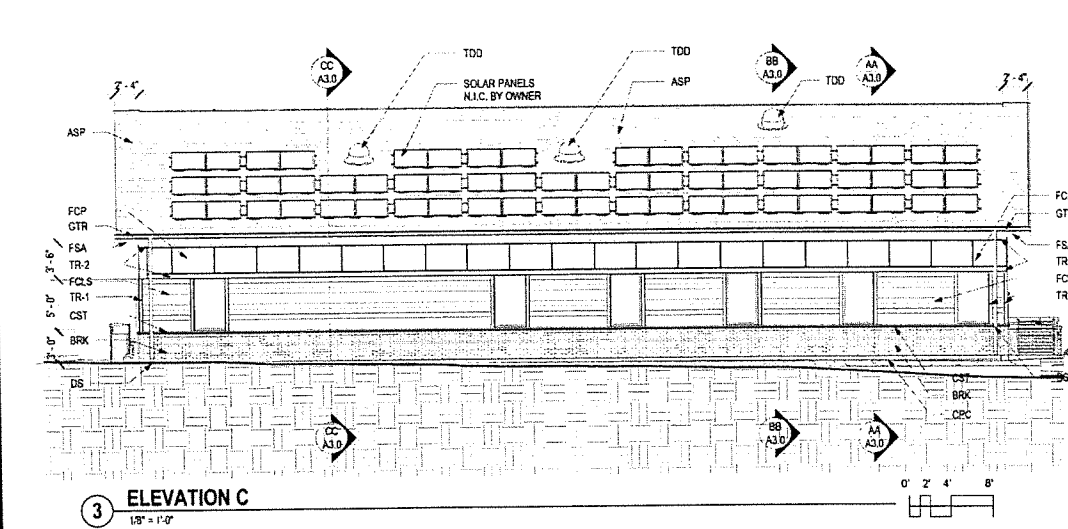 TDD
TDD
CC
A3.0
BB
A3.0
AA
A3.0
TDD
3'-4"
SOLAR PANELS
N.I.C. BY OWNER
ASP
3'-4"
ASP
FCP
GTR
FSA
TR-2
FCLS
TR-1
CST
BRK
DS
3'-6"
5'-0"
3'-0"
FC
GT
FSA
TR
FC
TR
CST
BRK
CPC
CC
A3.0
BB
A3.0
AA
A3.0
3
ELEVATION C
1/8" = 1'-0"
0' 2' 4' 8'